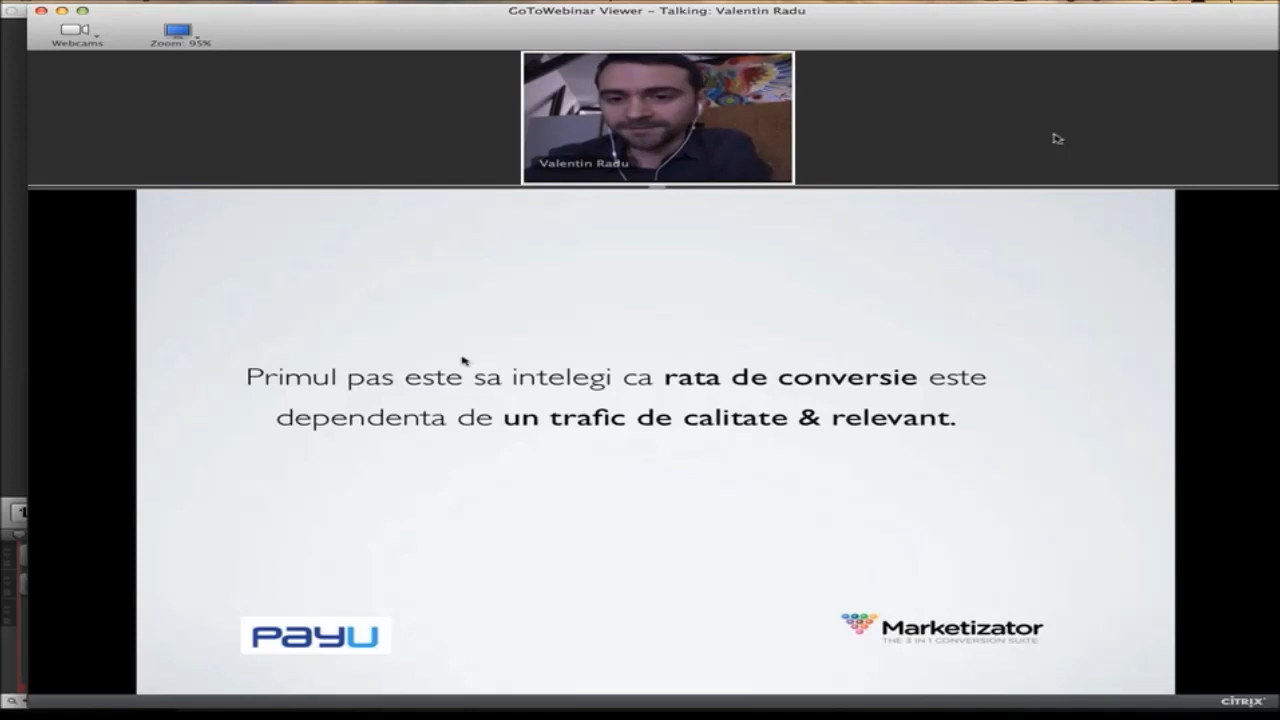 GoToWebinar Viewer – Talking: Valentin Radu
Webcams
Zoom: 95%
Valentin Radu
Primul pas este sa intelegi ca rata de conversie este
dependenta de un trafic de calitate & relevant.
PayU
Marketizator
THE 3 IN 1 CONVERSION SUITE
CITRIX